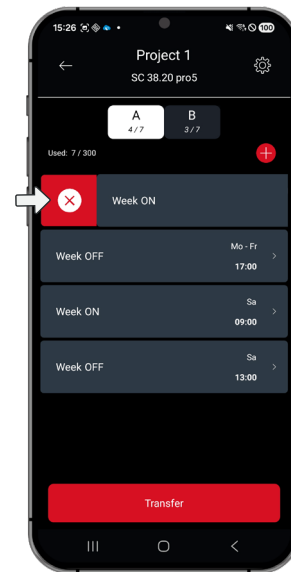 15:26
100
Project 1
SC 38.20 pro5
A
4/7
B
3/7
Used: 7 / 300
Week ON
Week OFF
Mo - Fr
17:00
Week ON
Sa
09:00
Week OFF
Sa
13:00
Transfer